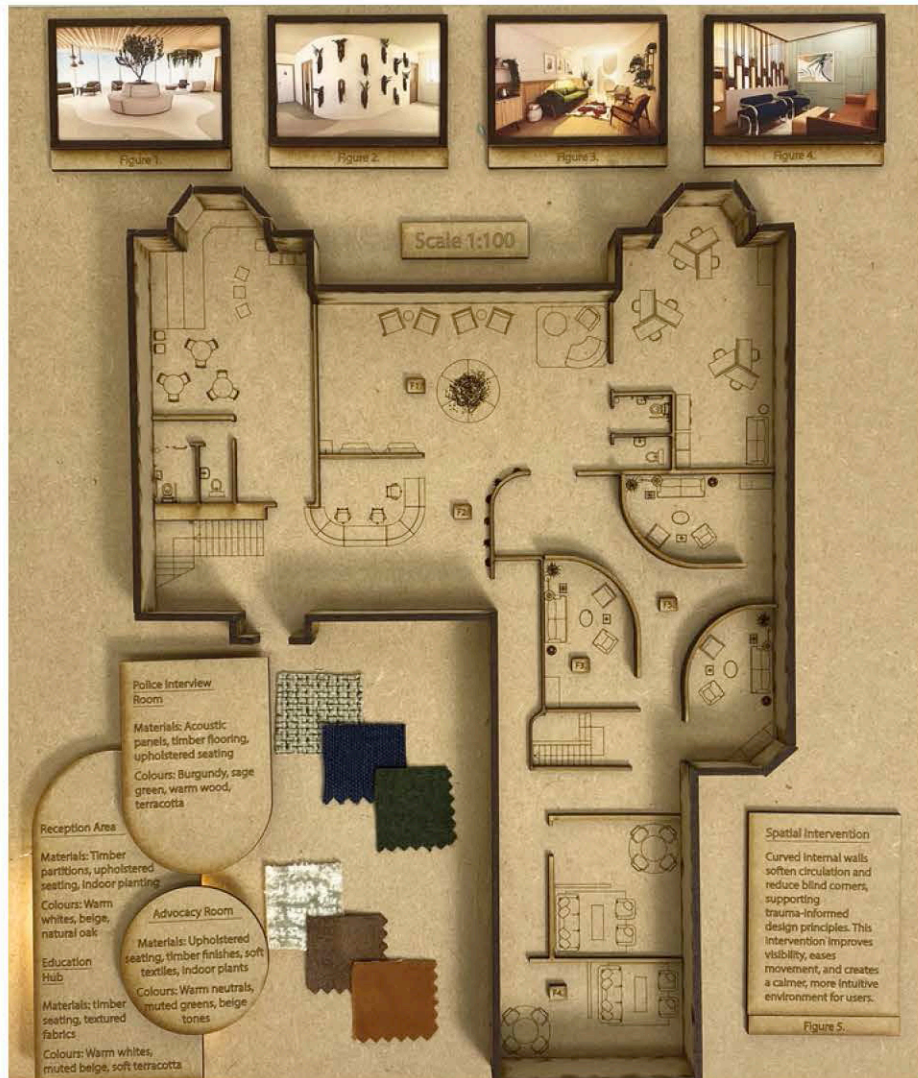 Figure 1.
Figure 2.
Figure 3.
Figure 4.
Scale 1:100
F1.
F2.
F5.
F3.
F4.
Police Interview
Room
Materials: Acoustic
panels, timber flooring,
upholstered seating
Colours: Burgundy, sage
green, warm wood,
terracotta
Reception Area
Materials: Timber
partitions, upholstered
seating, indoor planting
Colours: Warm
whites, beige,
natural oak
Education
Hub
Materials: timber
seating, textured
fabrics
Colours: Warm whites,
muted beige, soft terracotta
Advocacy Room
Materials: Upholstered
seating, timber finishes, soft
textiles, indoor plants
Colours: Warm neutrals,
muted greens, beige
tones
Spatial Intervention
Curved internal walls
soften circulation and
reduce blind corners,
supporting
trauma-informed
design principles. This
intervention improves
visibility, eases
movement, and creates
a calmer, more intuitive
environment for users.
Figure 5.